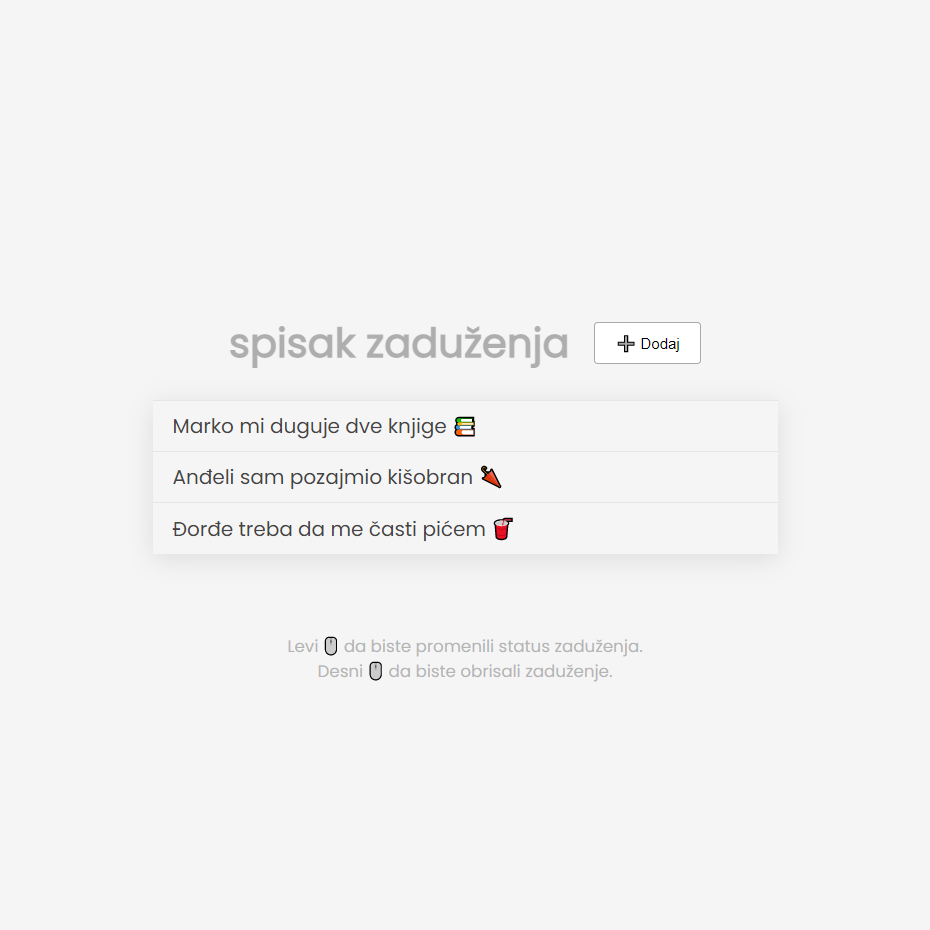 spisak zaduženja
➕ Dodaj
Marko mi duguje dve knjige 📚
Anđeli sam pozajmio kišobran 🌂
Đorđe treba da me časti pićem 🥤
Levi 🖱️ da biste promenili status zaduženja.
Desni 🖱️ da biste obrisali zaduženje.